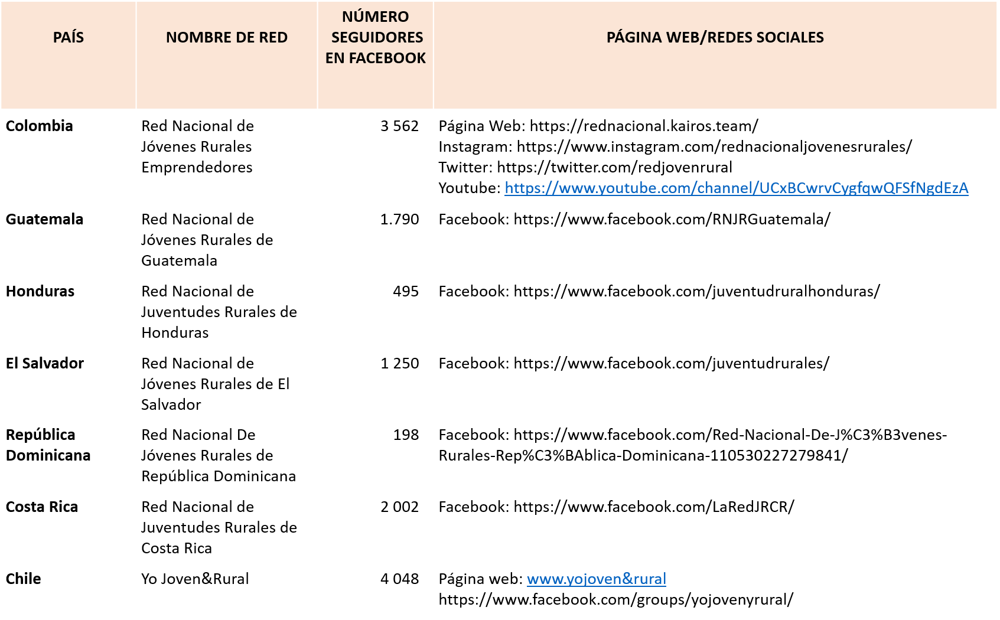 PAÍS
NOMBRE DE RED
NÚMERO
SEGUIDORES
EN FACEBOOK
PÁGINA WEB/REDES SOCIALES
Colombia
Red Nacional de
Jóvenes Rurales
Emprendedores
3 562
Página Web: https://rednacional.kairos.team/
Instagram: https://www.instagram.com/rednacionaljovenesrurales/
Twitter: https://twitter.com/redjovenrural
Youtube: https://www.youtube.com/channel/UCxBCwrvCygfqwQFSfNgdEzA
Guatemala
Red Nacional de
Jóvenes Rurales de
Guatemala
1.790
Facebook: https://www.facebook.com/RNJRGuatemala/
Honduras
Red Nacional de
Juventudes Rurales de
Honduras
495
Facebook: https://www.facebook.com/juventudruralhonduras/
El Salvador
Red Nacional de
Jóvenes Rurales de El
Salvador
1 250
Facebook: https://www.facebook.com/juventudrurales/
República
Dominicana
Red Nacional De
Jóvenes Rurales de
República Dominicana
198
Facebook: https://www.facebook.com/Red-Nacional-De-J%C3%B3venes-
Rurales-Rep%C3%BAblica-Dominicana-110530227279841/
Costa Rica
Red Nacional de
Juventudes Rurales de
Costa Rica
2 002
Facebook: https://www.facebook.com/LaRedJRCR/
Chile
Yo Joven&Rural
4 048
Página web: www.yojoven&rural
https://www.facebook.com/groups/yojovenyrural/